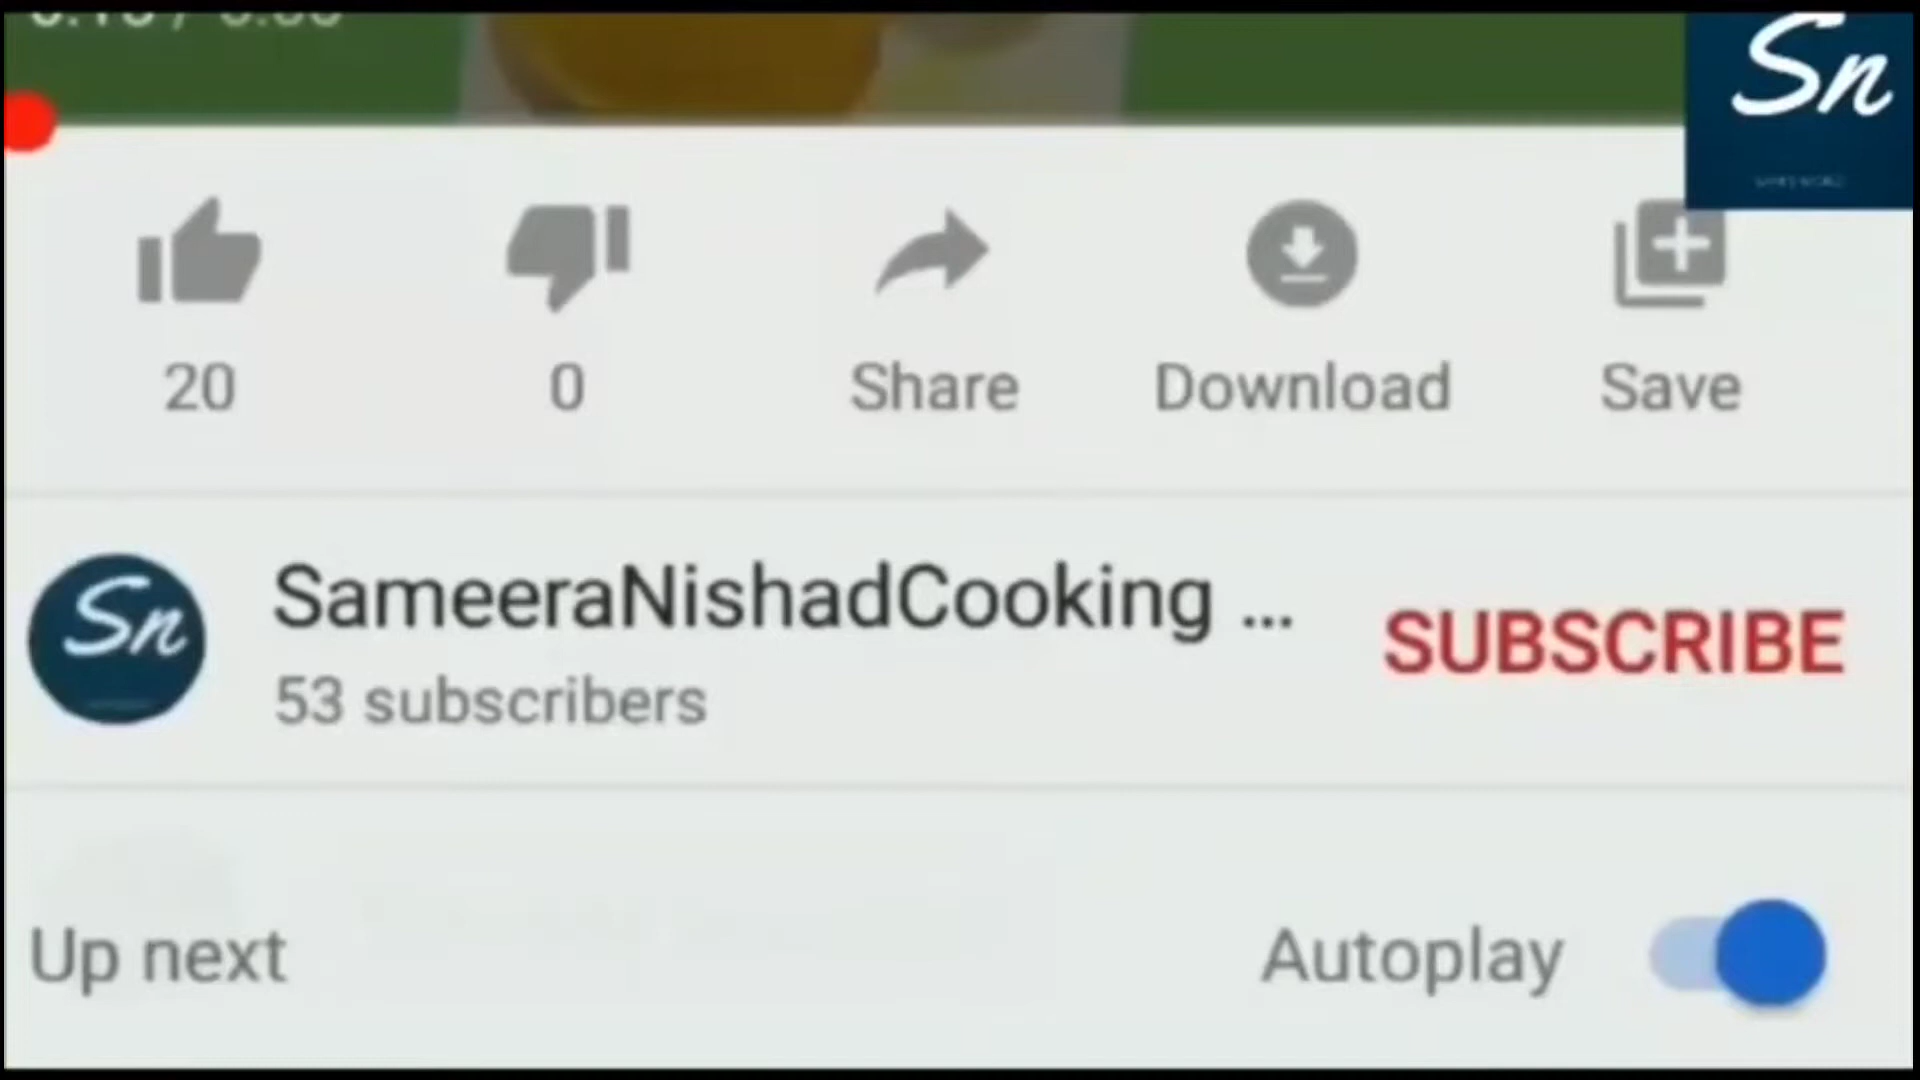 Sn
20
0
Share
Download
Save
Sn
SameeraNishadCooking ...
53 subscribers
SUBSCRIBE
Up next
Autoplay